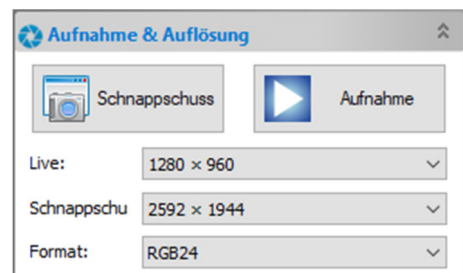 Aufnahme & Auflösung
Schnappschuss Aufnahme
Live: 1280 × 960
Schnappschu 2592 × 1944
Format: RGB24